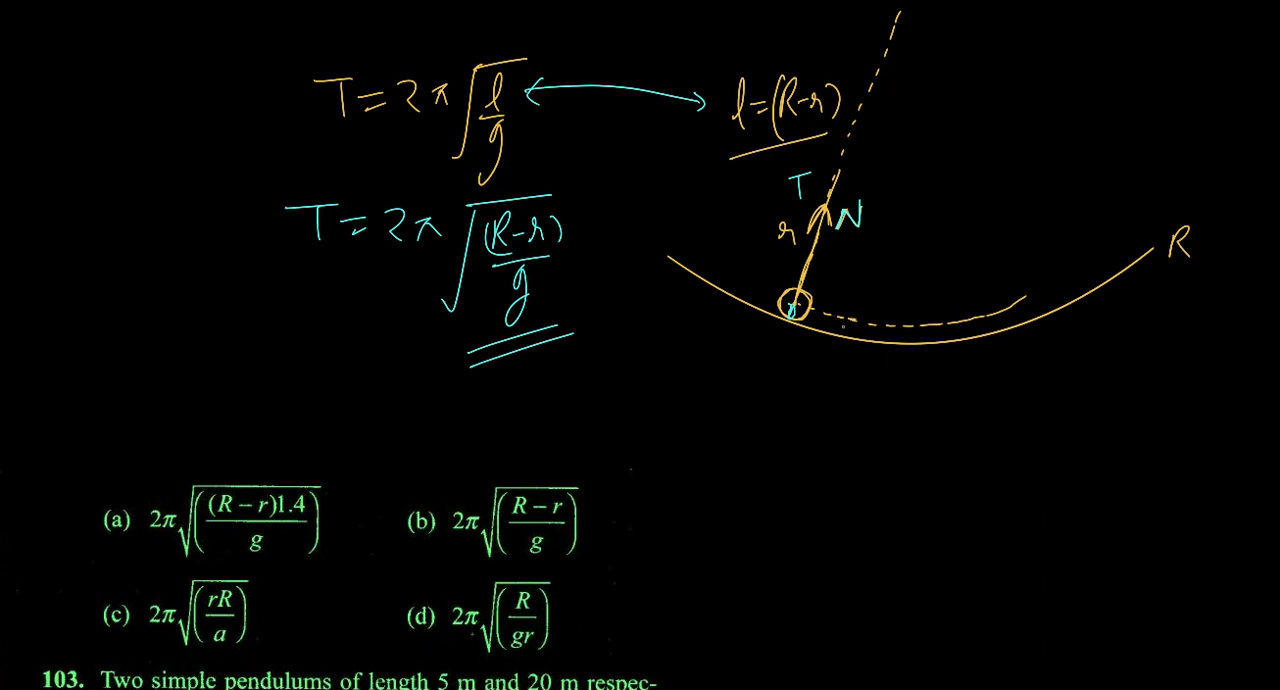 T = 2π √(l/g)
l = (R-r)
T = 2π √((R-r)/g)
T
N
r
R
(a) 2π√(((R – r)1.4)/g) (b) 2π√((R – r)/g)
(c) 2π√((rR)/a) (d) 2π√(R/(gr))
103. Two simple pendulums of length 5 m and 20 m respec-